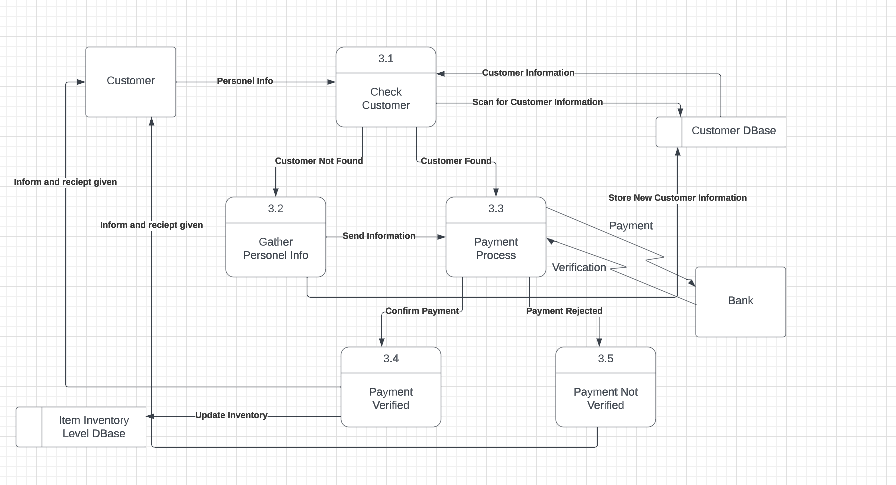 3.1
Customer
Personel Info
Check
Customer
Customer Information
Scan for Customer Information
Customer DBase
Customer Not Found
Customer Found
Inform and reciept given
Store New Customer Information
3.2
3.3
Inform and reciept given
Payment
Gather
Personel Info
Send Information
Payment
Process
Verification
Bank
Confirm Payment
Payment Rejected
3.4
3.5
Payment
Verified
Payment Not
Verified
Item Inventory
Level DBase
Update Inventory